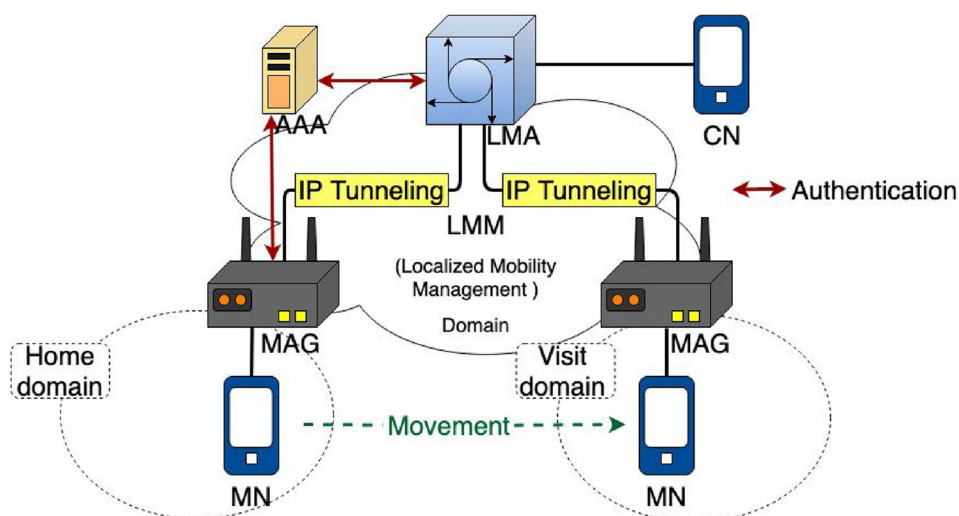 AAA
LMA
CN
IP Tunneling
IP Tunneling
Authentication
LMM
(Localized Mobility
Management )
Domain
MAG
MAG
Home
domain
Visit
domain
Movement
MN
MN